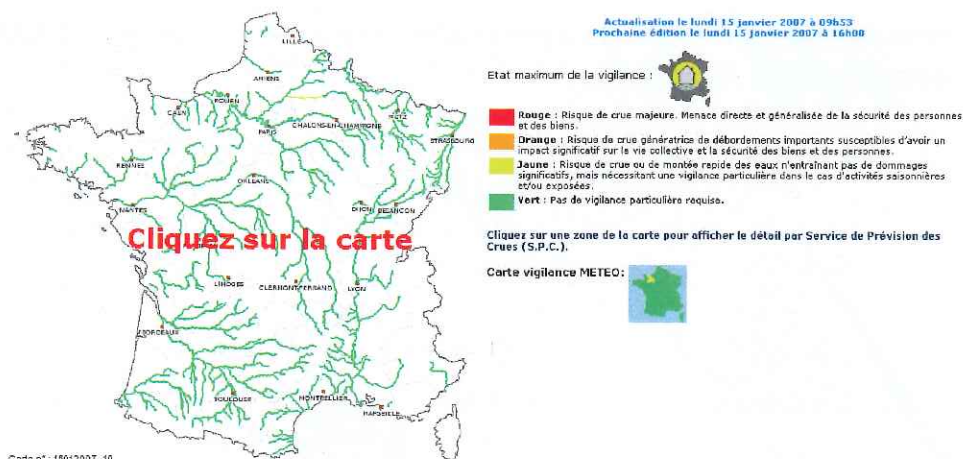 Actualisation le lundi 15 janvier 2007 à 09h53
Prochaine édition le lundi 15 janvier 2007 à 16h00
Etat maximum de la vigilance :
Rouge : Risque de crue majeure. Menace directe et généralisée de la sécurité des personnes
et des biens.
Orange : Risque de crue génératrice de débordements importants susceptibles d'avoir un
impact significatif sur la vie collective et la sécurité des biens et des personnes.
Jaune : Risque de crue ou de montée rapide des eaux n'entraînant pas de dommages
significatifs, mais nécessitant une vigilance particulière dans le cas d'activités saisonnières
et/ou exposées.
Vert : Pas de vigilance particulière requise.
Cliquez sur une zone de la carte pour afficher le détail par Service de Prévision des
Crues (S.P.C.).
Carte vigilance METEO:
LILLE
AMIENS
ROUEN
CAEN
PARIS
CHALONS-EN-CHAMPAGNE
METZ
STRASBOURG
RENNES
ORLEANS
NANTES
DIJON
BESANCON
Cliquez sur la carte
LIMOGES
CLERMONT-FERRAND
LYON
BORDEAUX
TOULOUSE
MONTPELLIER
MARSEILLE